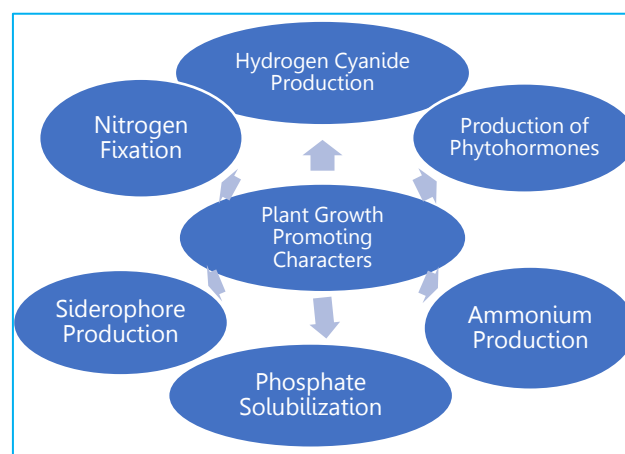 Hydrogen Cyanide
Production
Nitrogen
Fixation
Production of
Phytohormones
Plant Growth
Promoting
Characters
Siderophore
Production
Ammonium
Production
Phosphate
Solubilization